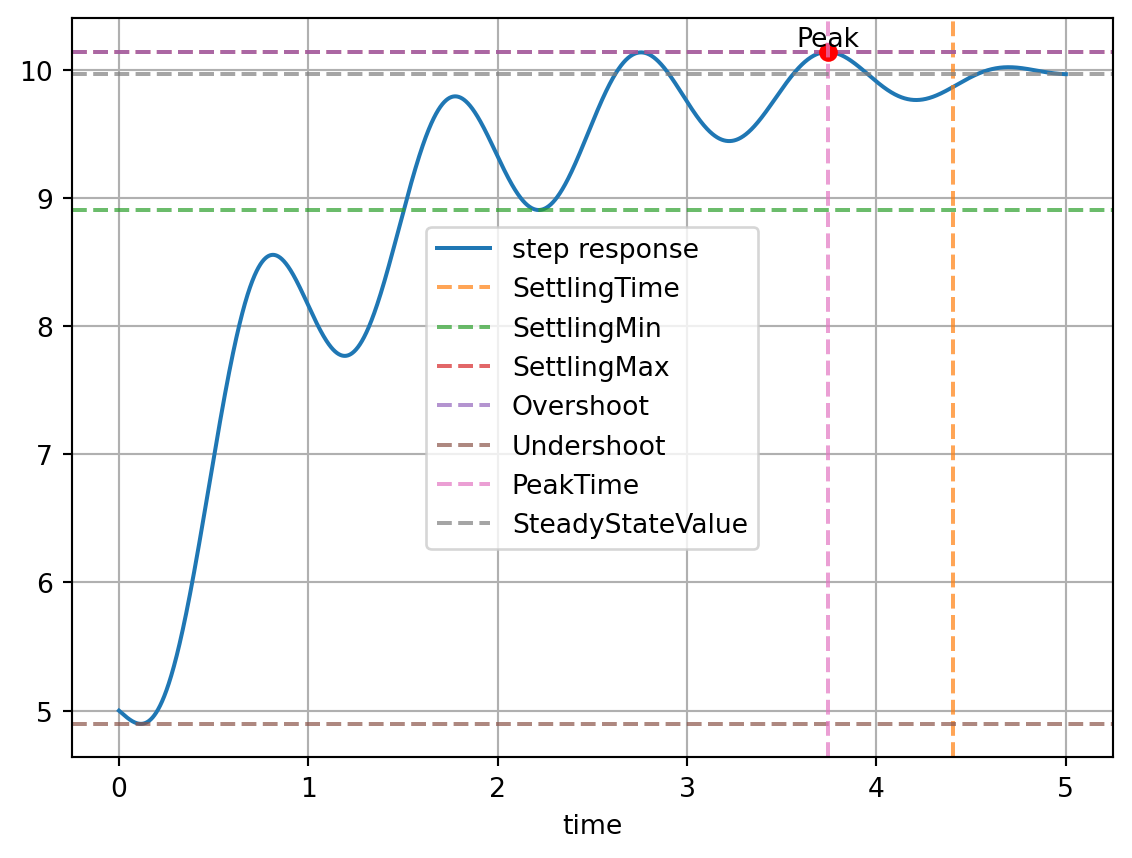 Peak
10
9
8
7
6
5
step response
SettlingTime
SettlingMin
SettlingMax
Overshoot
Undershoot
PeakTime
SteadyStateValue
0 1 2 3 4 5
time